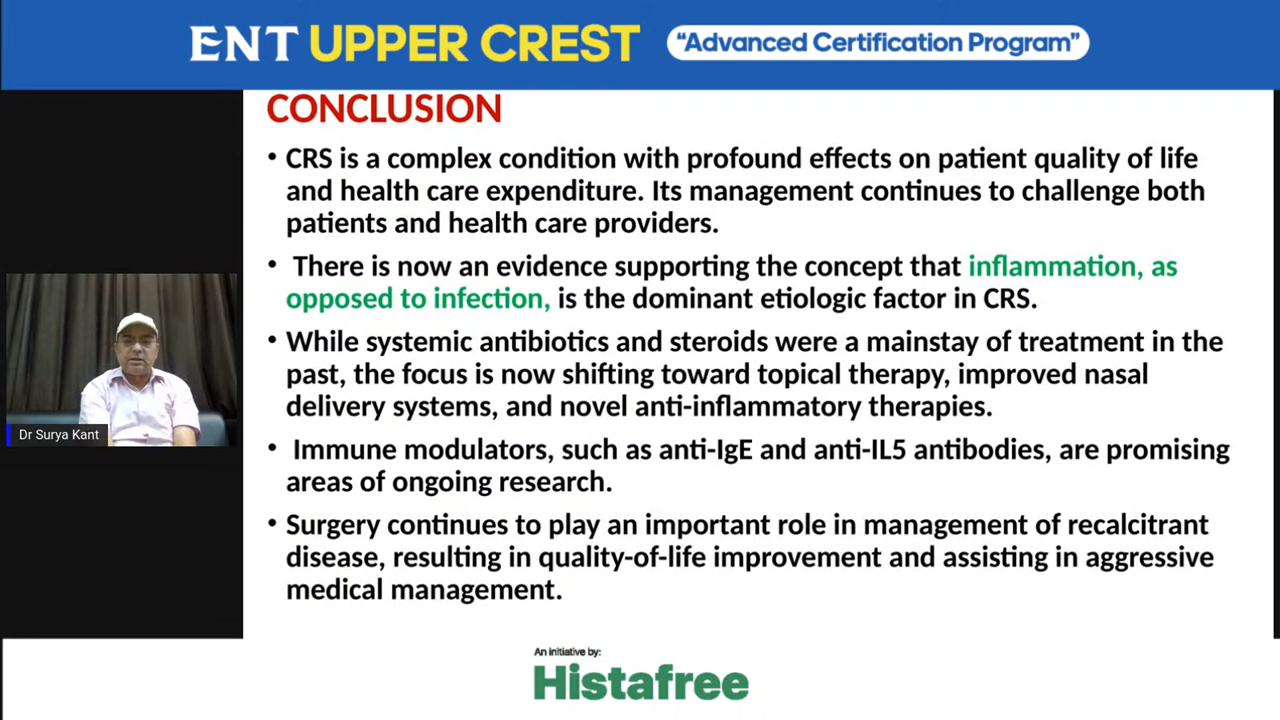 ENT UPPER CREST "Advanced Certification Program"
CONCLUSION
• CRS is a complex condition with profound effects on patient quality of life
and health care expenditure. Its management continues to challenge both
patients and health care providers.
• There is now an evidence supporting the concept that inflammation, as
opposed to infection, is the dominant etiologic factor in CRS.
• While systemic antibiotics and steroids were a mainstay of treatment in the
past, the focus is now shifting toward topical therapy, improved nasal
delivery systems, and novel anti-inflammatory therapies.
• Immune modulators, such as anti-IgE and anti-IL5 antibodies, are promising
areas of ongoing research.
• Surgery continues to play an important role in management of recalcitrant
disease, resulting in quality-of-life improvement and assisting in aggressive
medical management.
Dr Surya Kant
An initiative by:
Histafree